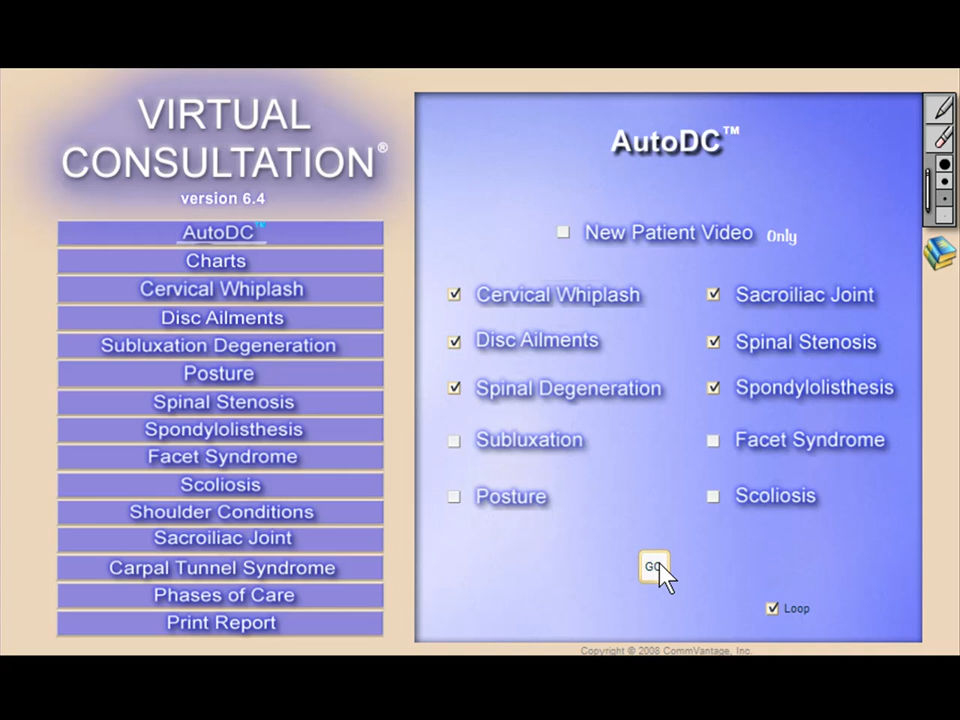 VIRTUAL
CONSULTATION®
version 6.4
AutoDC™
Charts
Cervical Whiplash
Disc Ailments
Subluxation Degeneration
Posture
Spinal Stenosis
Spondylolisthesis
Facet Syndrome
Scoliosis
Shoulder Conditions
Sacroiliac Joint
Carpal Tunnel Syndrome
Phases of Care
Print Report
AutoDC™
New Patient Video Only
Cervical Whiplash
Sacroiliac Joint
Disc Ailments
Spinal Stenosis
Spinal Degeneration
Spondylolisthesis
Subluxation
Facet Syndrome
Posture
Scoliosis
GO
Loop
Copyright © 2008 CommVantage, Inc.